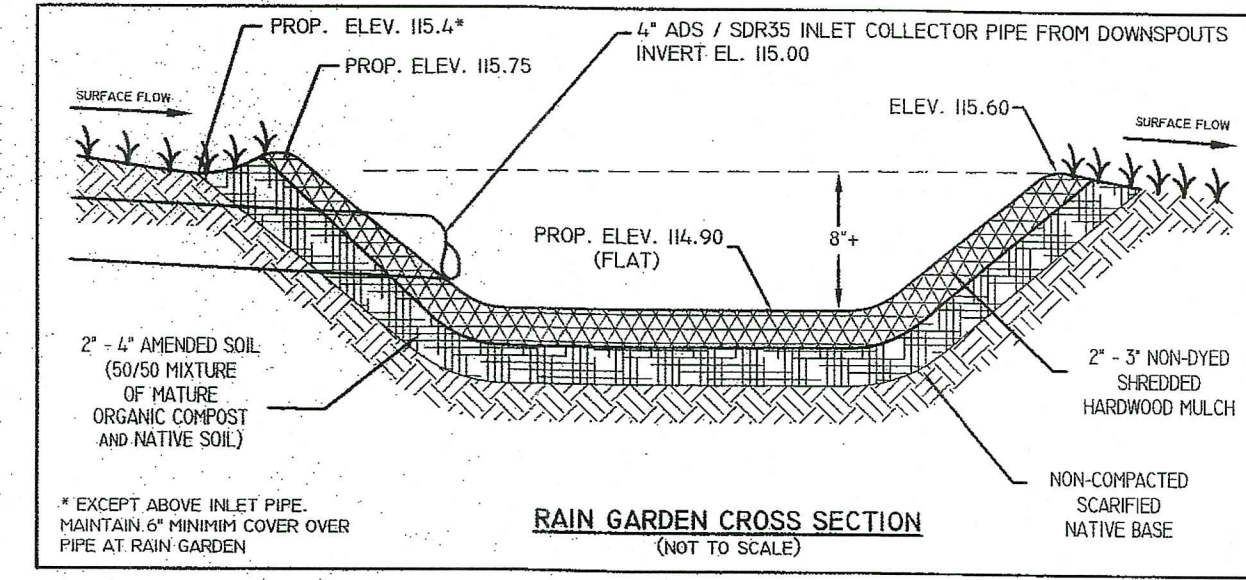 PROP. ELEV. 115.4*
4" ADS / SDR35 INLET COLLECTOR PIPE FROM DOWNSPOUTS
INVERT EL. 115.00
PROP. ELEV. 115.75
SURFACE FLOW
ELEV. 115.60
SURFACE FLOW
PROP. ELEV. 114.90
(FLAT)
8"+
2" - 4" AMENDED SOIL
(50/50 MIXTURE
OF MATURE
ORGANIC COMPOST
AND NATIVE SOIL)
2" - 3" NON-DYED
SHREDDED
HARDWOOD MULCH
NON-COMPACTED
SCARIFIED
NATIVE BASE
* EXCEPT ABOVE INLET PIPE.
MAINTAIN 6" MINIMIM COVER OVER
PIPE AT RAIN GARDEN
RAIN GARDEN CROSS SECTION
(NOT TO SCALE)